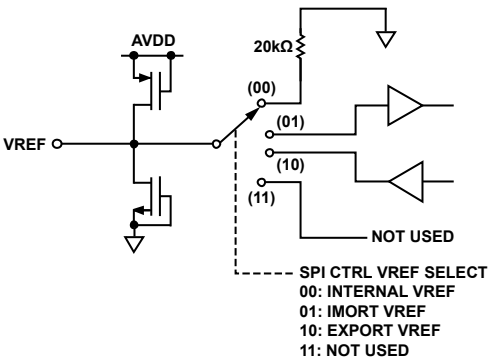 AVDD
20kΩ
(00)
VREF
(01)
(10)
(11)
NOT USED
SPI CTRL VREF SELECT
00: INTERNAL VREF
01: IMORT VREF
10: EXPORT VREF
11: NOT USED